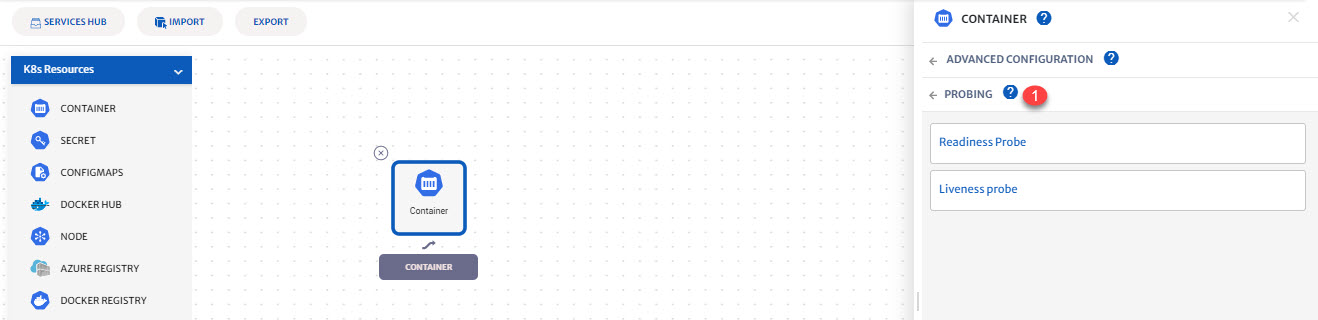 SERVICES HUB
IMPORT
EXPORT
K8s Resources
CONTAINER
SECRET
CONFIGMAPS
DOCKER HUB
NODE
AZURE REGISTRY
DOCKER REGISTRY
Container
CONTAINER
CONTAINER ?
ADVANCED CONFIGURATION ?
PROBING ? 1
Readiness Probe
Liveness probe